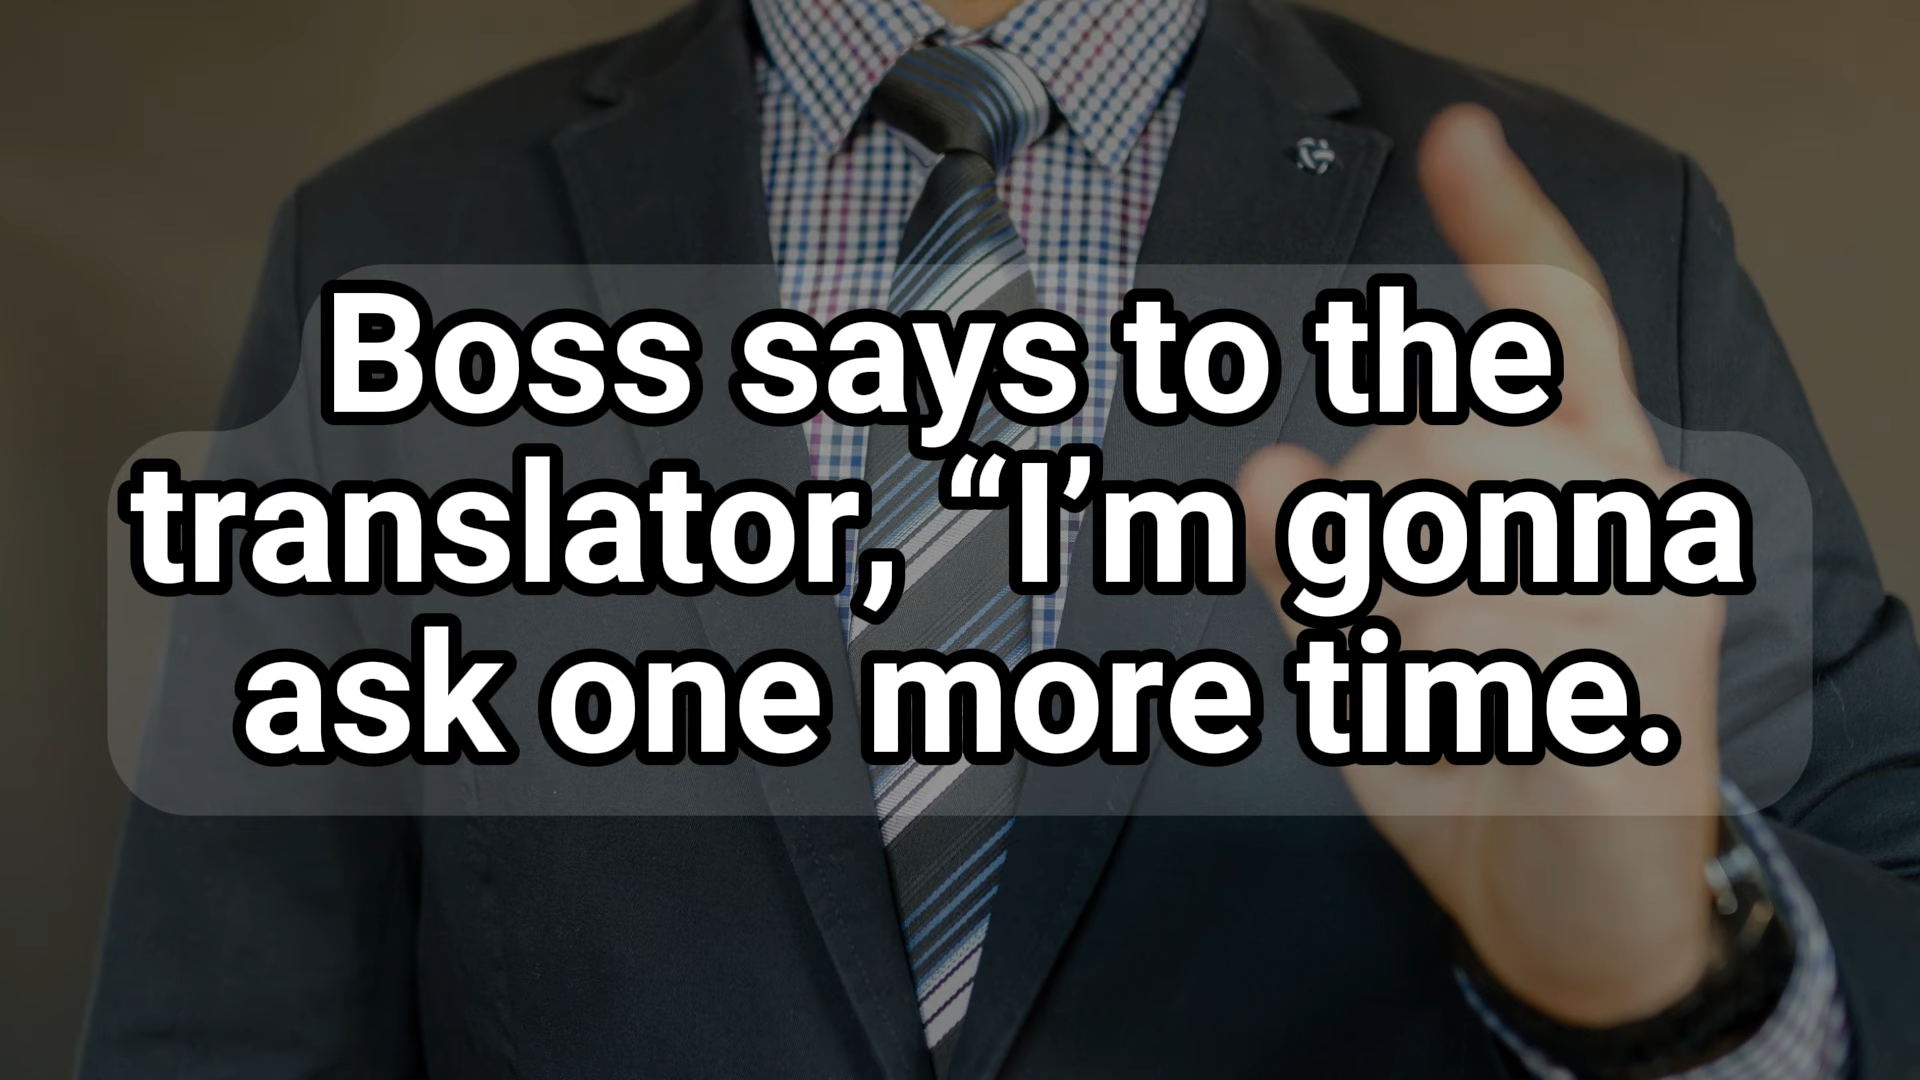 Boss says to the
translator, “I’m gonna
ask one more time.